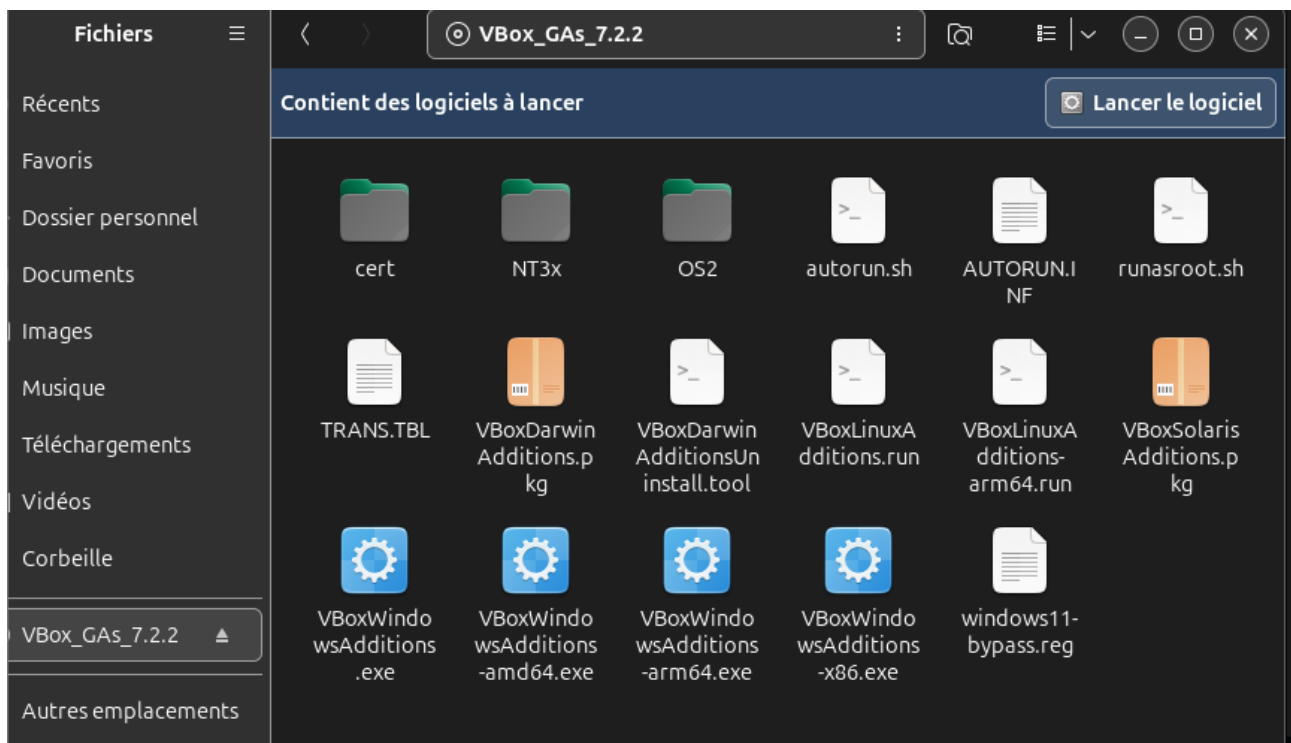 Fichiers
VBox_GAs_7.2.2
Récents
Favoris
Dossier personnel
Documents
Images
Musique
Téléchargements
Vidéos
Corbeille
VBox_GAs_7.2.2
Autres emplacements
Contient des logiciels à lancer
Lancer le logiciel
cert
NT3x
OS2
autorun.sh
AUTORUN.I
NF
runasroot.sh
TRANS.TBL
VBoxDarwin
Additions.p
kg
VBoxDarwin
AdditionsUn
install.tool
VBoxLinuxA
dditions.run
VBoxLinuxA
dditions-
arm64.run
VBoxSolaris
Additions.p
kg
VBoxWindo
wsAdditions
.exe
VBoxWindo
wsAdditions
-amd64.exe
VBoxWindo
wsAdditions
-arm64.exe
VBoxWindo
wsAdditions
-x86.exe
windows11-
bypass.reg